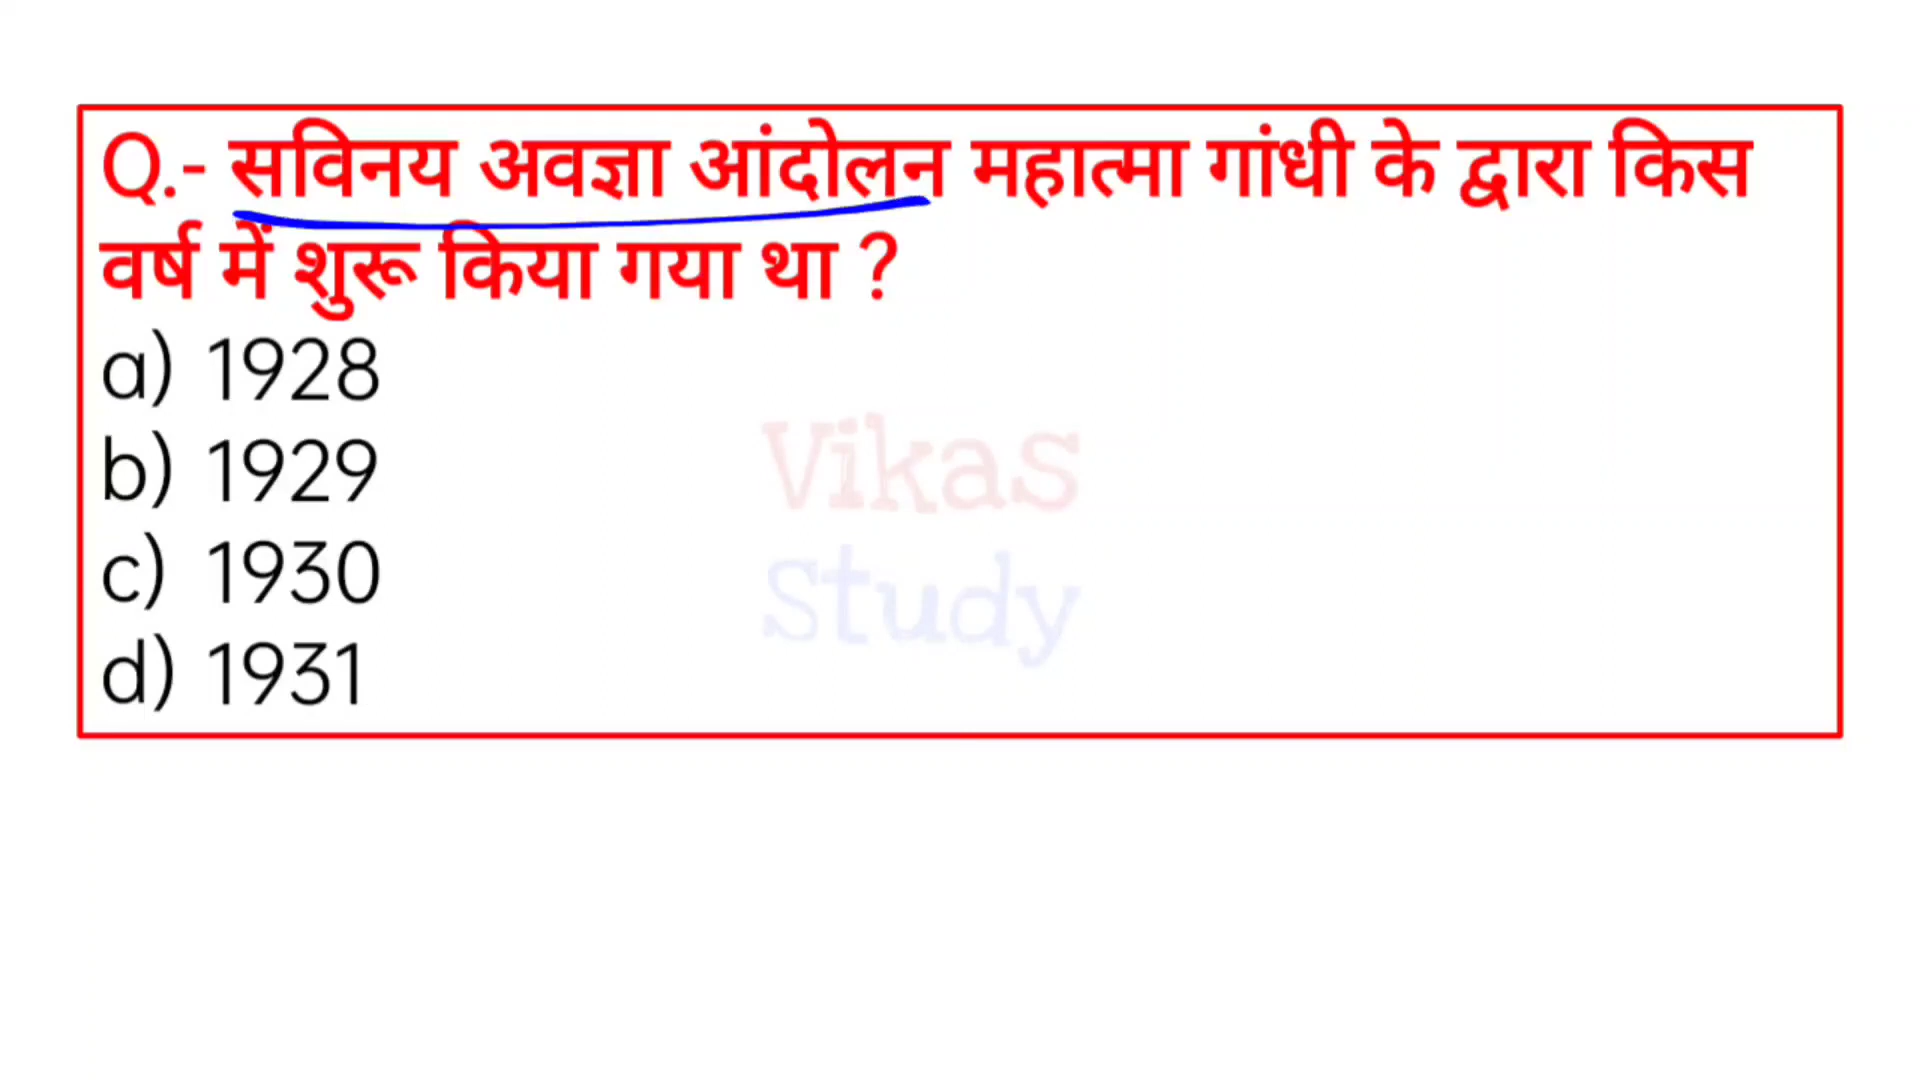 Q.- सविनय अवज्ञा आंदोलन महात्मा गांधी के द्वारा किस
वर्ष में शुरू किया गया था ?
a) 1928
b) 1929
c) 1930
d) 1931
Vikas
Study